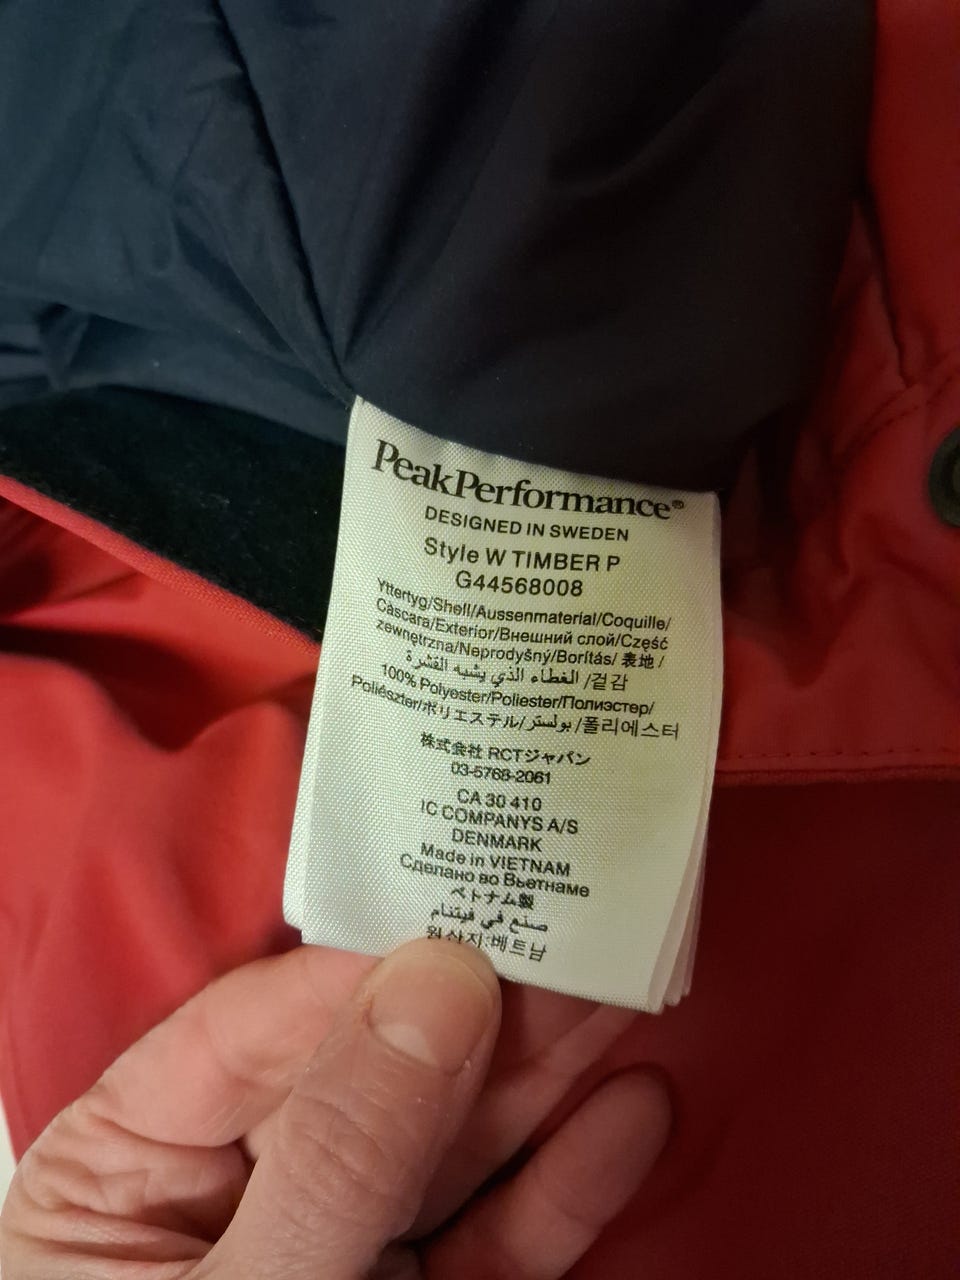 PeakPerformance®
DESIGNED IN SWEDEN
Style W TIMBER P
G44568008
Yttertyg/Shell/Aussenmaterial/Coquille/
Càscara/Exterior/Внешний слой/Część
zewnętrzna/Neprodyšný/Borítás/ 表地 /
الغطاء الذي يشبه القشرة /겉감
100% Polyester/Poliester/Полиэстер/
Poliészter/ポリエステル/بولستر/폴리에스터
株式会社 RCTジャパン
03-5768-2061
CA 30 410
IC COMPANYS A/S
DENMARK
Made in VIETNAM
Сделано во Вьетнаме
ベトナム製
صنع في فيتنام
원산지:베트남